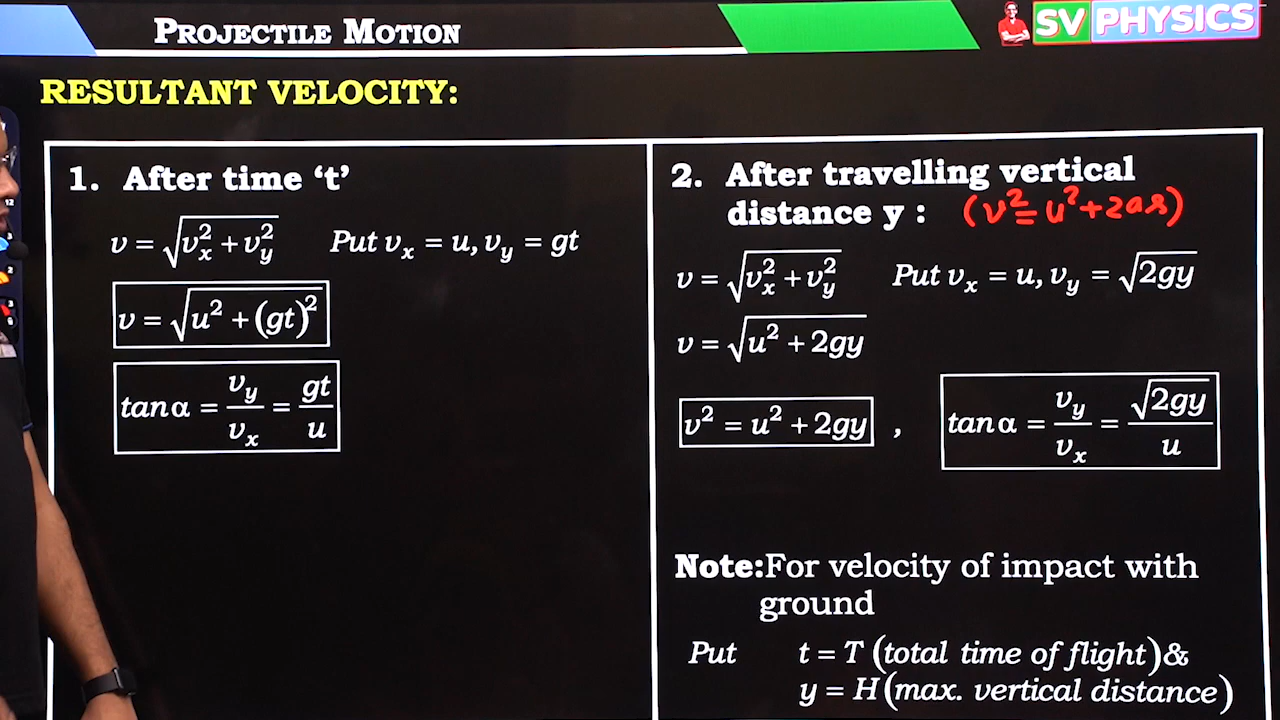 PROJECTILE MOTION
SV PHYSICS
RESULTANT VELOCITY:
1. After time ‘t’
v = √(v_x² + v_y²) Put v_x = u, v_y = gt
v = √(u² + (gt)²)
tan α = v_y/v_x = gt/u
2. After travelling vertical
distance y : (v² = u² + 2as)
v = √(v_x² + v_y²) Put v_x = u, v_y = √(2gy)
v = √(u² + 2gy)
v² = u² + 2gy , tan α = v_y/v_x = √(2gy)/u
Note:For velocity of impact with
ground
Put t = T (total time of flight)&
y = H(max. vertical distance)